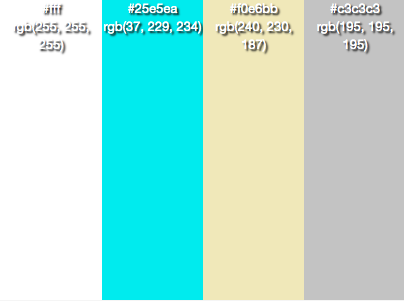 #fff
rgb(255, 255,
255)
#25e5ea
rgb(37, 229, 234)
#f0e6bb
rgb(240, 230,
187)
#c3c3c3
rgb(195, 195,
195)